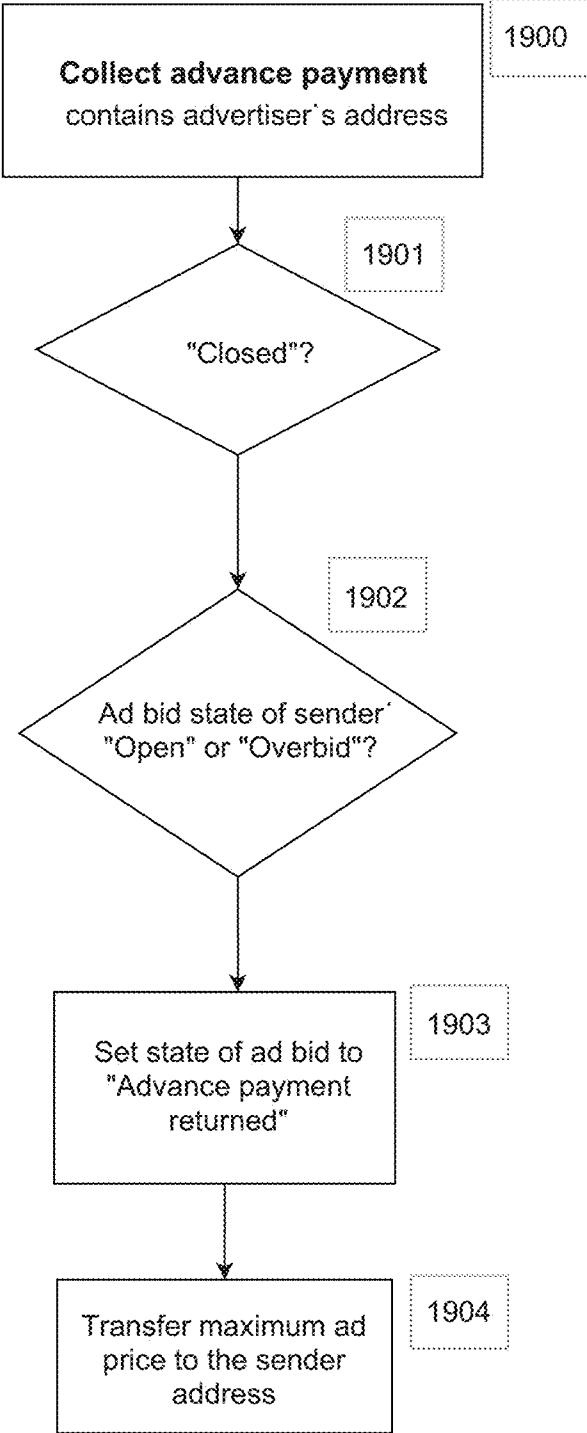 1900
Collect advance payment
contains advertiser˙s address
1901
"Closed"?
1902
Ad bid state of sender˙
"Open" or "Overbid"?
1903
Set state of ad bid to
"Advance payment
returned"
1904
Transfer maximum ad
price to the sender
address